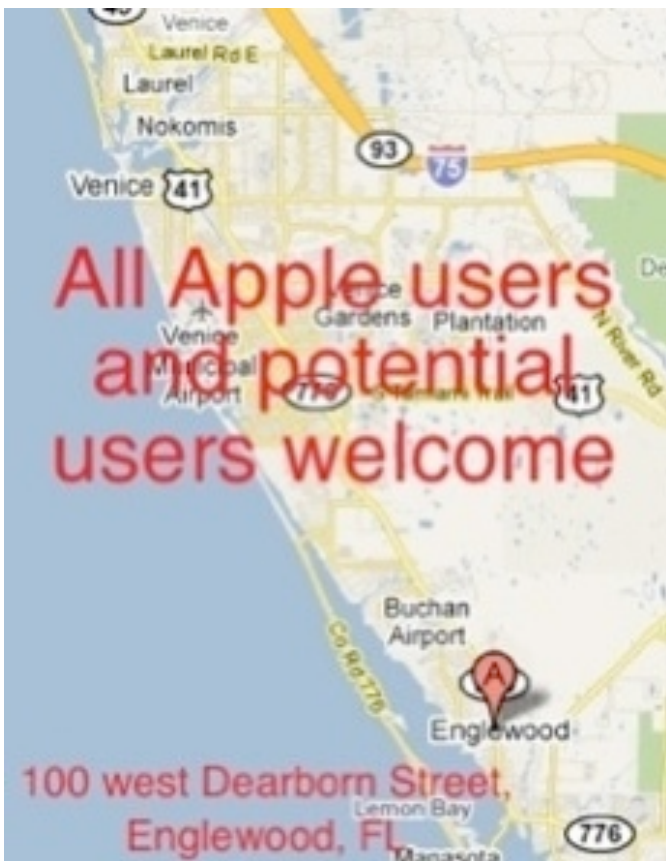 Venice
Laurel Rd E
Laurel
Nokomis
93
75
Venice 41
All Apple users
Gardens Plantation
N River Rd
Venice
and potential
Municipal
Airport
41
users welcome
Buchan
Airport
Co Rd 776
A
Englewood
100 west Dearborn Street,
Lemon Bay
Englewood, FL
776
Manasota